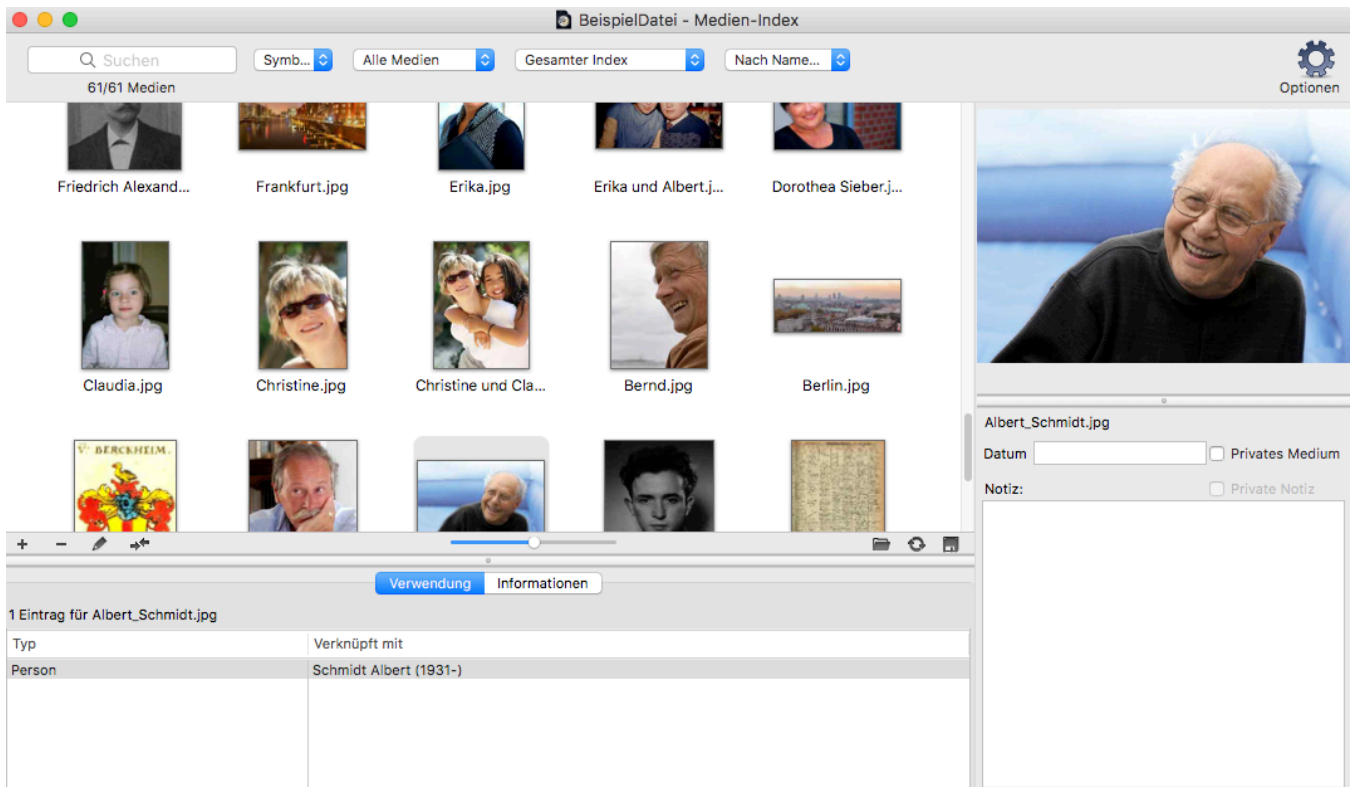 BeispielDatei - Medien-Index
Suchen
Symb...
Alle Medien
Gesamter Index
Nach Name...
61/61 Medien
Optionen
Friedrich Alexand...
Frankfurt.jpg
Erika.jpg
Erika und Albert.j...
Dorothea Sieber.j...
Claudia.jpg
Christine.jpg
Christine und Cla...
Bernd.jpg
Berlin.jpg
V. BERCKHEIM.
Albert_Schmidt.jpg
Datum
Privates Medium
Notiz:
Private Notiz
Verwendung
Informationen
1 Eintrag für Albert_Schmidt.jpg
Typ
Verknüpft mit
Person
Schmidt Albert (1931-)